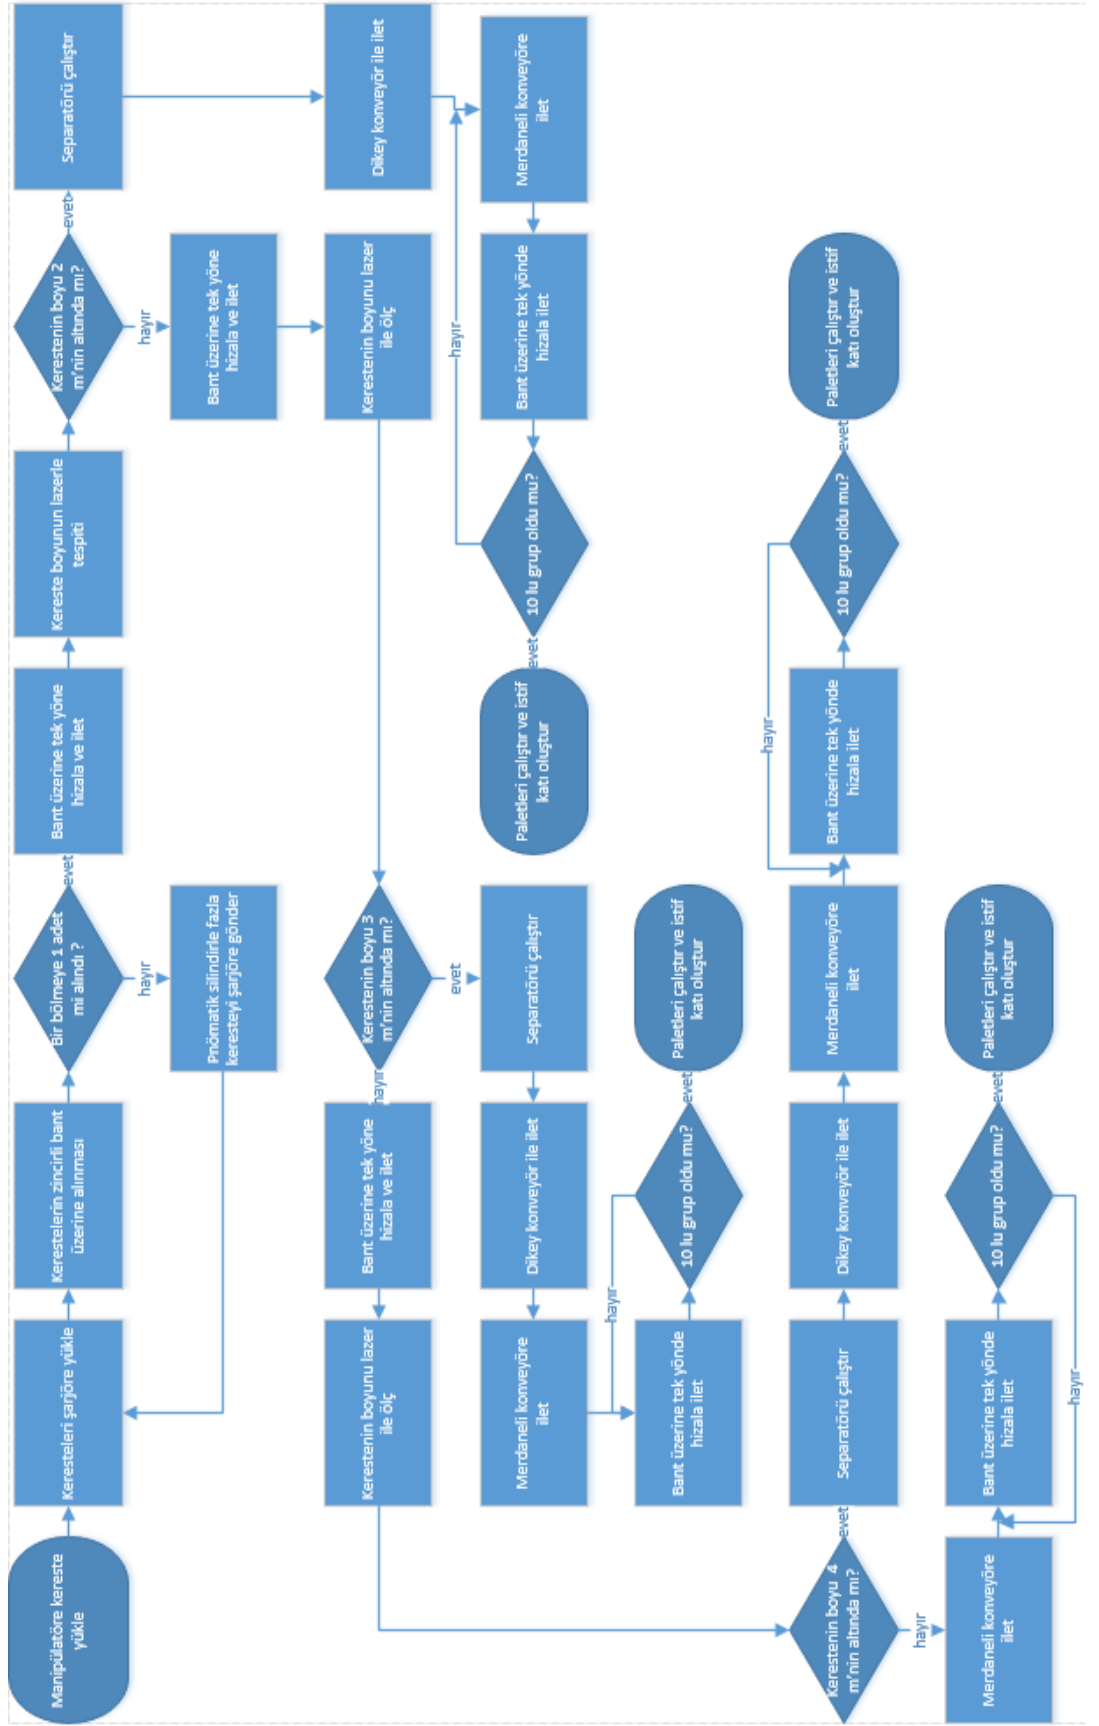 Manipülatöre kereste
yükle
Keresteleri şarjöre yükle
Kerestelerin zincirli bant
üzerine alınması
Bir bölmeye 1 adet
mi alındı ?
evet
hayır
Pnömatik silindirle fazla
keresteyi şarjöre gönder
Bant üzerine tek yöne
hizala ve ilet
Kereste boyunun lazerle
tespiti
Kerestenin boyu 2
m'nin altında mı?
evet
hayır
Separatörü çalıştır
Bant üzerine tek yöne
hizala ve ilet
Kerestenin boyunu lazer
ile ölç
Dikey konveyör ile ilet
Merdaneli konveyöre
ilet
Bant üzerine tek yönde
hizala ilet
10 lu grup oldu mu?
hayır
evet
Paletleri çalıştır ve istif
katı oluştur
Kerestenin boyu 3
m'nin altında mı?
hayır
evet
Bant üzerine tek yöne
hizala ve ilet
Kerestenin boyunu lazer
ile ölç
Separatörü çalıştır
Dikey konveyör ile ilet
Merdaneli konveyöre
ilet
Bant üzerine tek yönde
hizala ilet
10 lu grup oldu mu?
hayır
evet
Paletleri çalıştır ve istif
katı oluştur
Kerestenin boyu 4
m'nin altında mı?
evet
hayır
Separatörü çalıştır
Dikey konveyör ile ilet
Merdaneli konveyöre
ilet
Bant üzerine tek yönde
hizala ilet
10 lu grup oldu mu?
hayır
evet
Paletleri çalıştır ve istif
katı oluştur
Merdaneli konveyöre
ilet
Bant üzerine tek yönde
hizala ilet
10 lu grup oldu mu?
hayır
evet
Paletleri çalıştır ve istif
katı oluştur